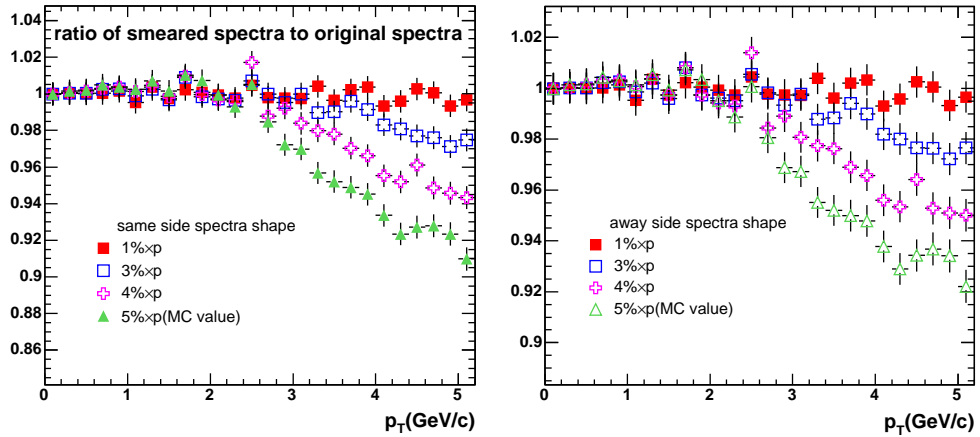 ratio of smeared spectra to original spectra
1.04
1.02
1
0.98
0.96
0.94
0.92
0.9
0.88
0.86
same side spectra shape
1%×p
3%×p
4%×p
5%×p(MC value)
0 1 2 3 4 5
pT(GeV/c)
1.02
1
0.98
0.96
0.94
0.92
0.9
away side spectra shape
1%×p
3%×p
4%×p
5%×p(MC value)
0 1 2 3 4 5
pT(GeV/c)